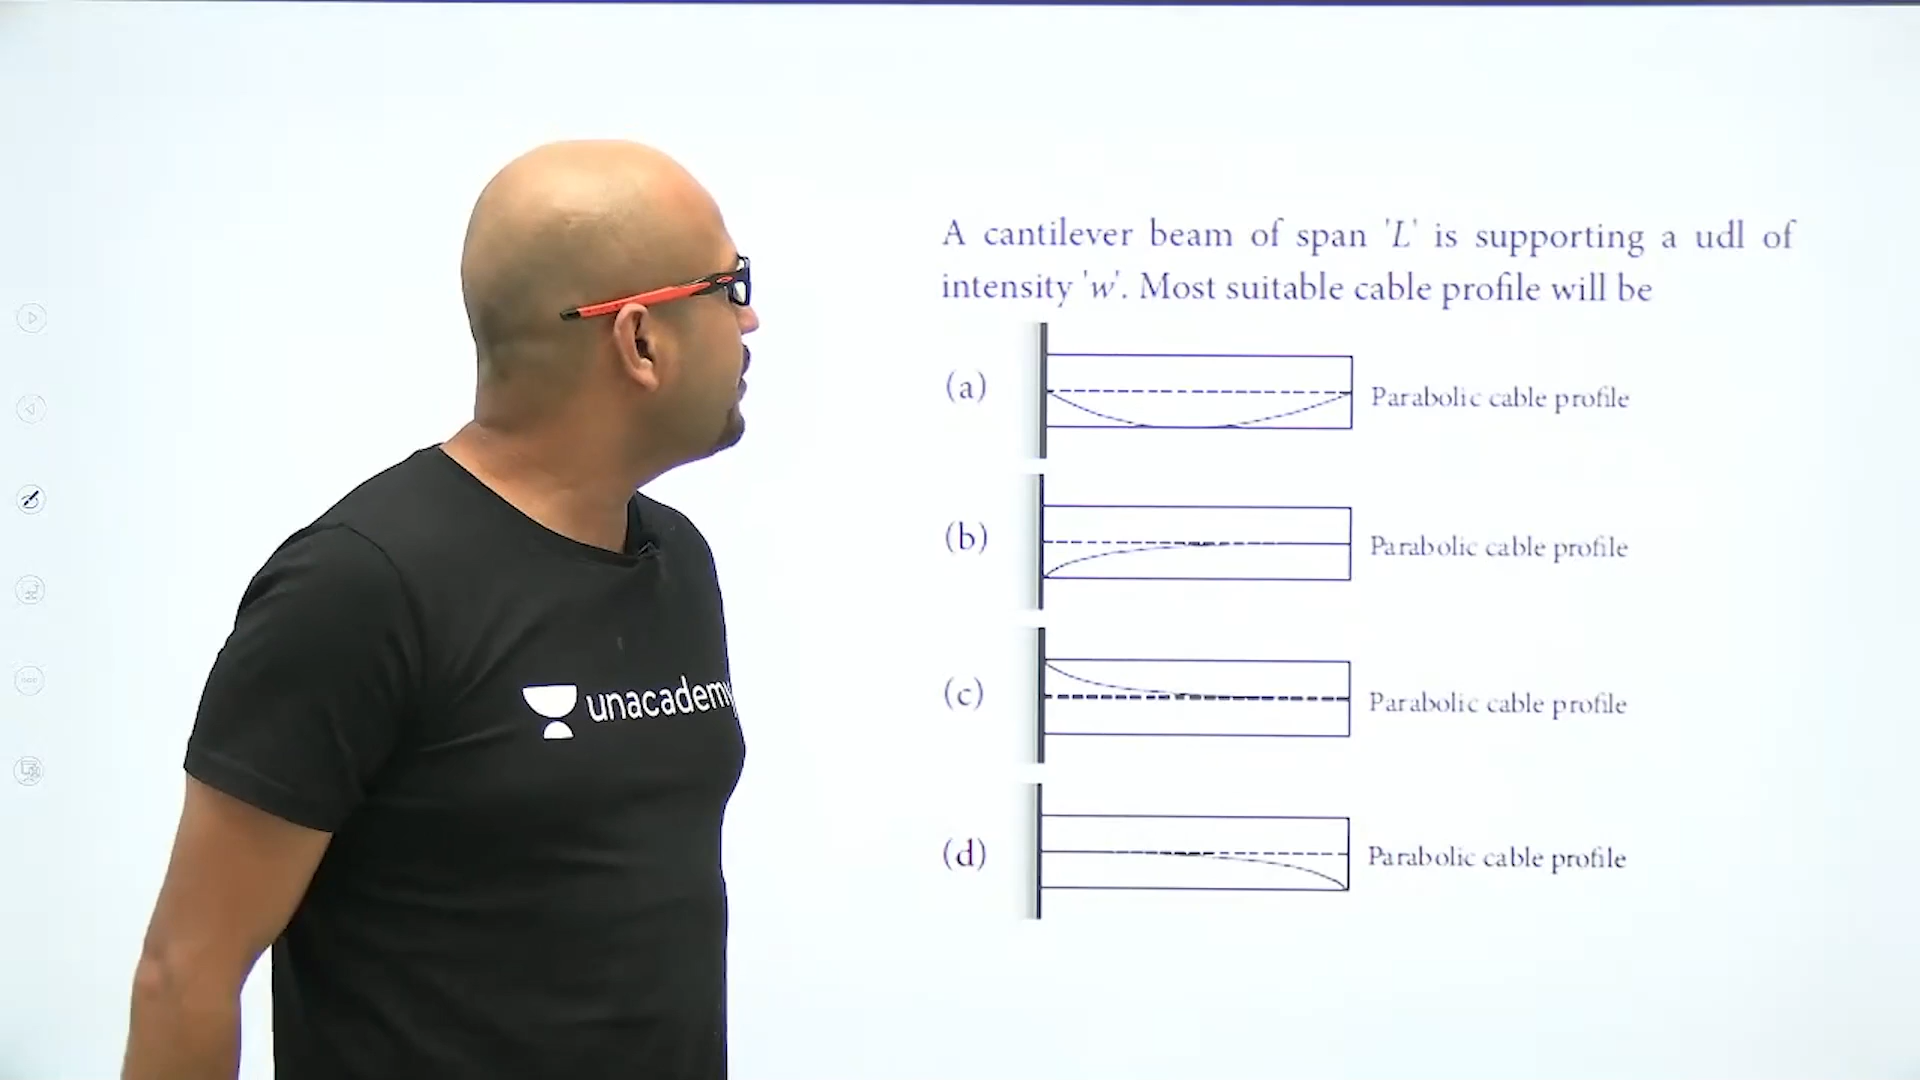 A cantilever beam of span 'L' is supporting a udl of
intensity 'w'. Most suitable cable profile will be
(a) Parabolic cable profile
(b) Parabolic cable profile
(c) Parabolic cable profile
(d) Parabolic cable profile
unacademy